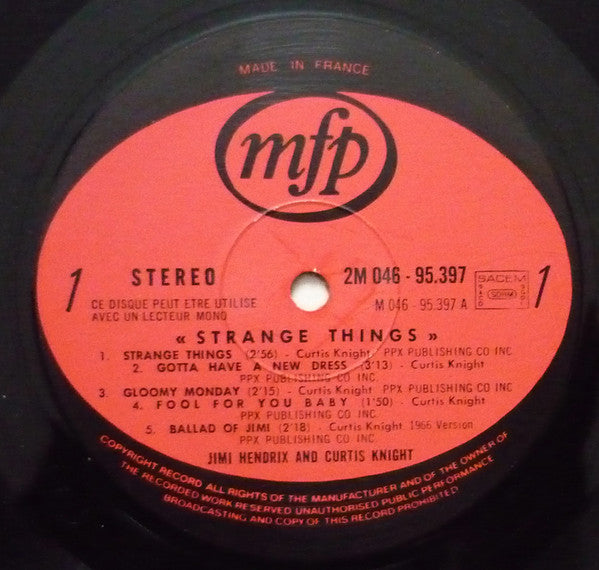 MADE IN FRANCE
mfp
1 STEREO 2M 046 - 95.397 SACEM 1
CE DISQUE PEUT ETRE UTILISE M 046 - 95.397 A SDRM
AVEC UN LECTEUR MONO
« STRANGE THINGS »
1. STRANGE THINGS (2'56) - Curtis Knight PPX PUBLISHING CO INC
2. GOTTA HAVE A NEW DRESS (3'13) - Curtis Knight
PPX PUBLISHING CO INC.
3. GLOOMY MONDAY (2'15) - Curtis Knight PPX PUBLISHING CO INC.
4. FOOL FOR YOU BABY (1'50) - Curtis Knight
PPX PUBLISHING CO INC
5. BALLAD OF JIMI (2'18) - Curtis Knight 1966 Version
PPX PUBLISHING CO INC.
JIMI HENDRIX AND CURTIS KNIGHT
COPYRIGHT RECORD ALL RIGHTS OF THE MANUFACTURER AND OF THE OWNER OF
THE RECORDED WORK RESERVED UNAUTHORISED PUBLIC PERFORMANCE
BROADCASTING AND COPY OF THIS RECORD PROHIBITED